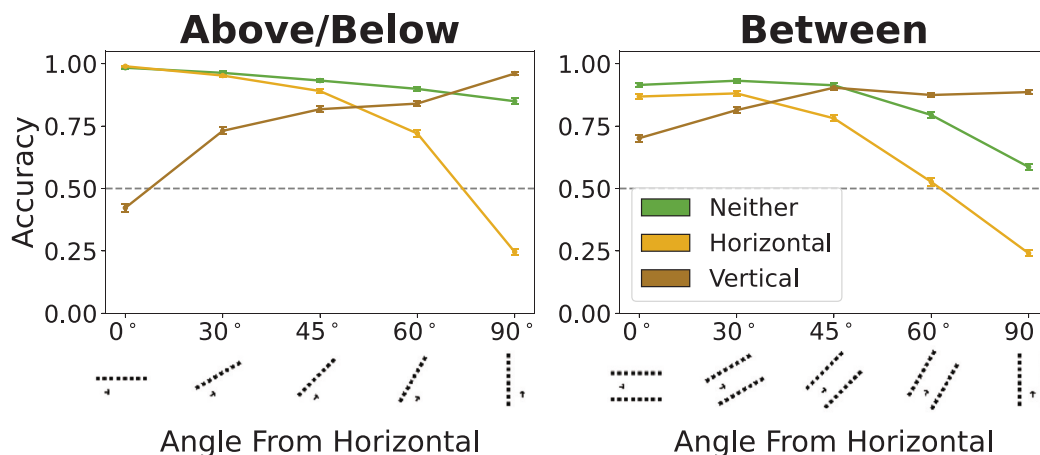 Above/Below
Between
Accuracy
1.00
0.75
0.50
0.25
0.00
0°
30°
45°
60°
90°
Angle From Horizontal
1.00
0.75
0.50
0.25
0.00
Neither
Horizontal
Vertical
0°
30°
45°
60°
90
Angle From Horizontal